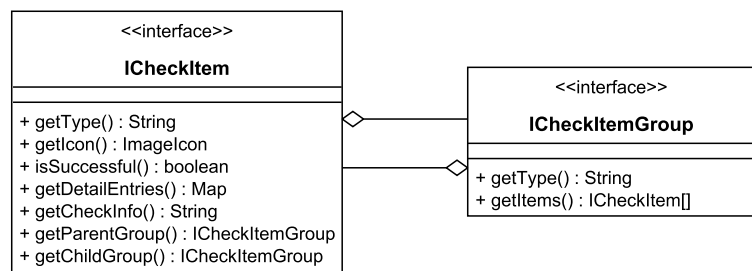 <<interface>>
ICheckItem
+ getType() : String
+ getIcon() : ImageIcon
+ isSuccessful() : boolean
+ getDetailEntries() : Map
+ getCheckInfo() : String
+ getParentGroup() : ICheckItemGroup
+ getChildGroup() : ICheckItemGroup
<<interface>>
ICheckItemGroup
+ getType() : String
+ getItems() : ICheckItem[]